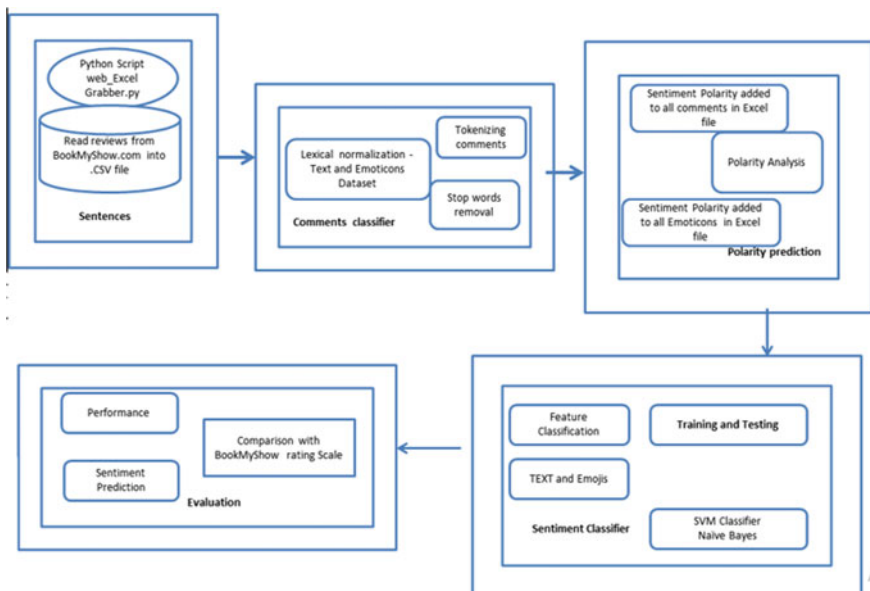 Python Script
web_Excel
Grabber.py
Read reviews from
BookMyShow.com into
.CSV file
Sentences
Lexical normalization -
Text and Emoticons
Dataset
Tokenizing
comments
Stop words
removal
Comments classifier
Sentiment Polarity added
to all comments in Excel
file
Polarity Analysis
Sentiment Polarity added
to all Emoticons in Excel
file
Polarity prediction
Feature
Classification
Training and Testing
TEXT and Emojis
SVM Classifier
Naïve Bayes
Sentiment Classifier
Performance
Comparison with
BookMyShow rating Scale
Sentiment
Prediction
Evaluation